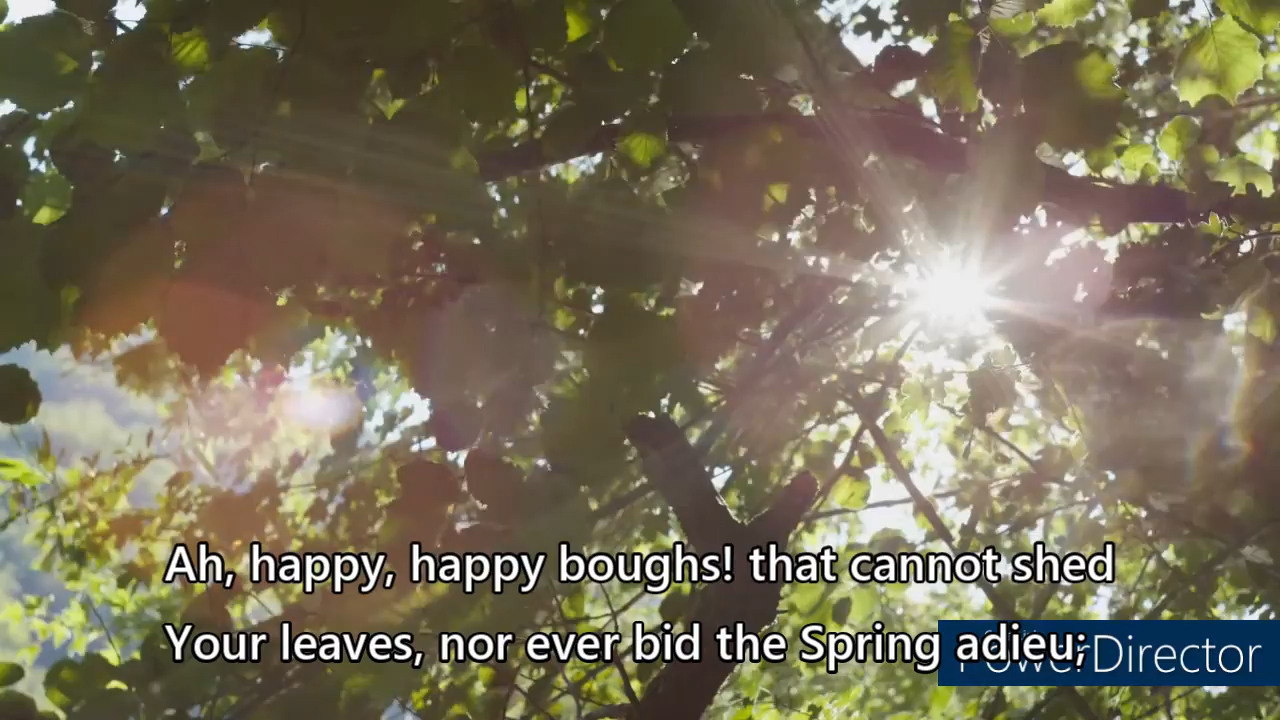 Ah, happy, happy boughs! that cannot shed
Your leaves, nor ever bid the Spring adieu;
PowerDirector